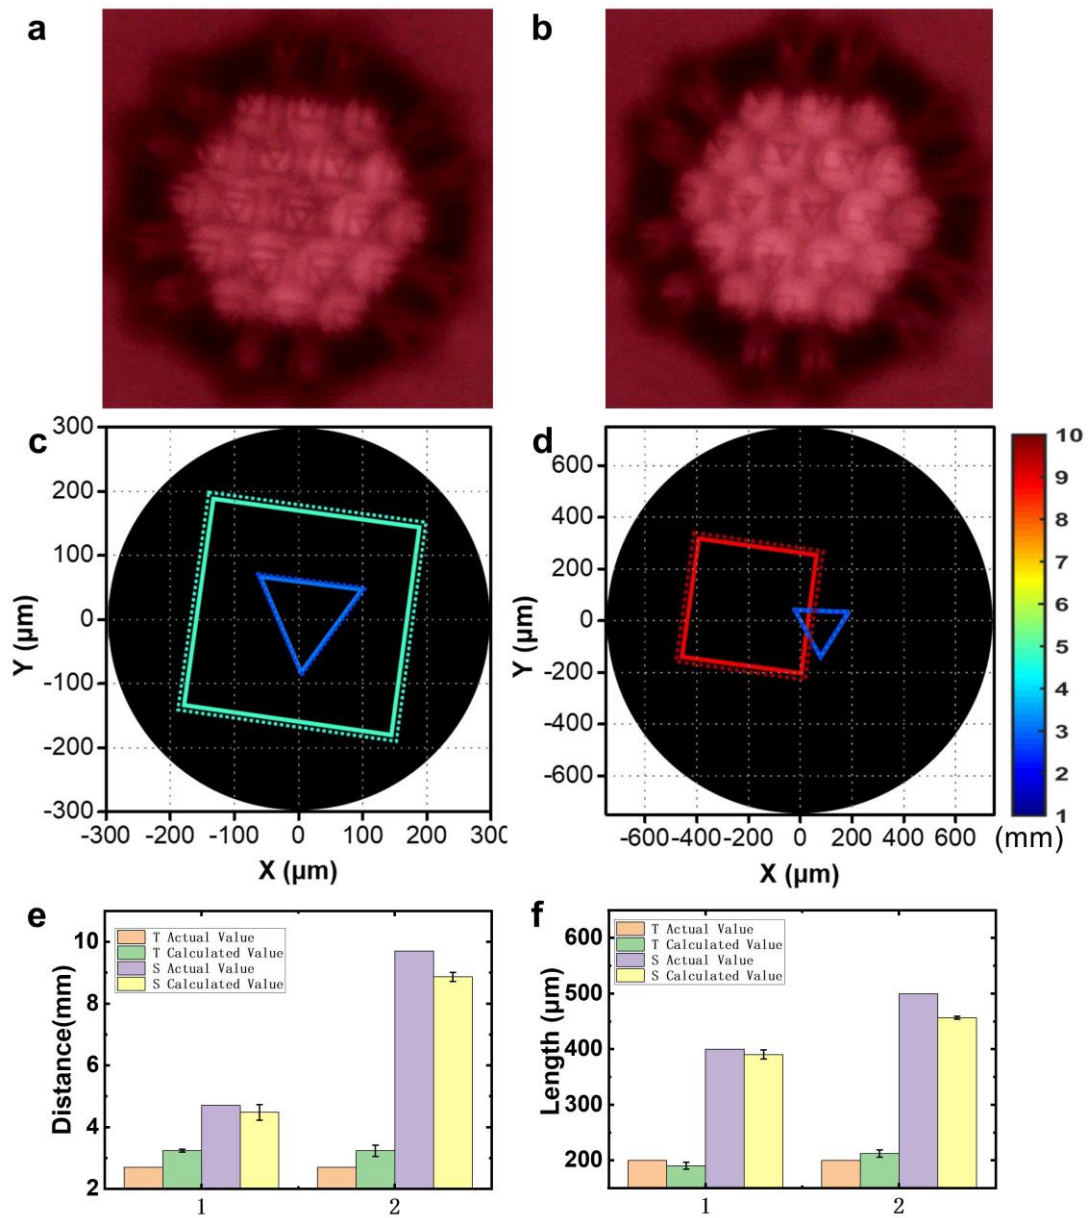 a
b
c
300
200
100
0
-100
-200
-300
-300 -200 -100 0 100 200 300
Y (µm)
X (µm)
d
600
400
200
0
-200
-400
-600
-600 -400 -200 0 200 400 600
Y (µm)
X (µm)
10
9
8
7
6
5
4
3
2
1
(mm)
e
T Actual Value
T Calculated Value
S Actual Value
S Calculated Value
10
8
6
4
2
Distance(mm)
1 2
f
T Actual Value
T Calculated Value
S Actual Value
S Calculated Value
600
500
400
300
200
Length (µm)
1 2